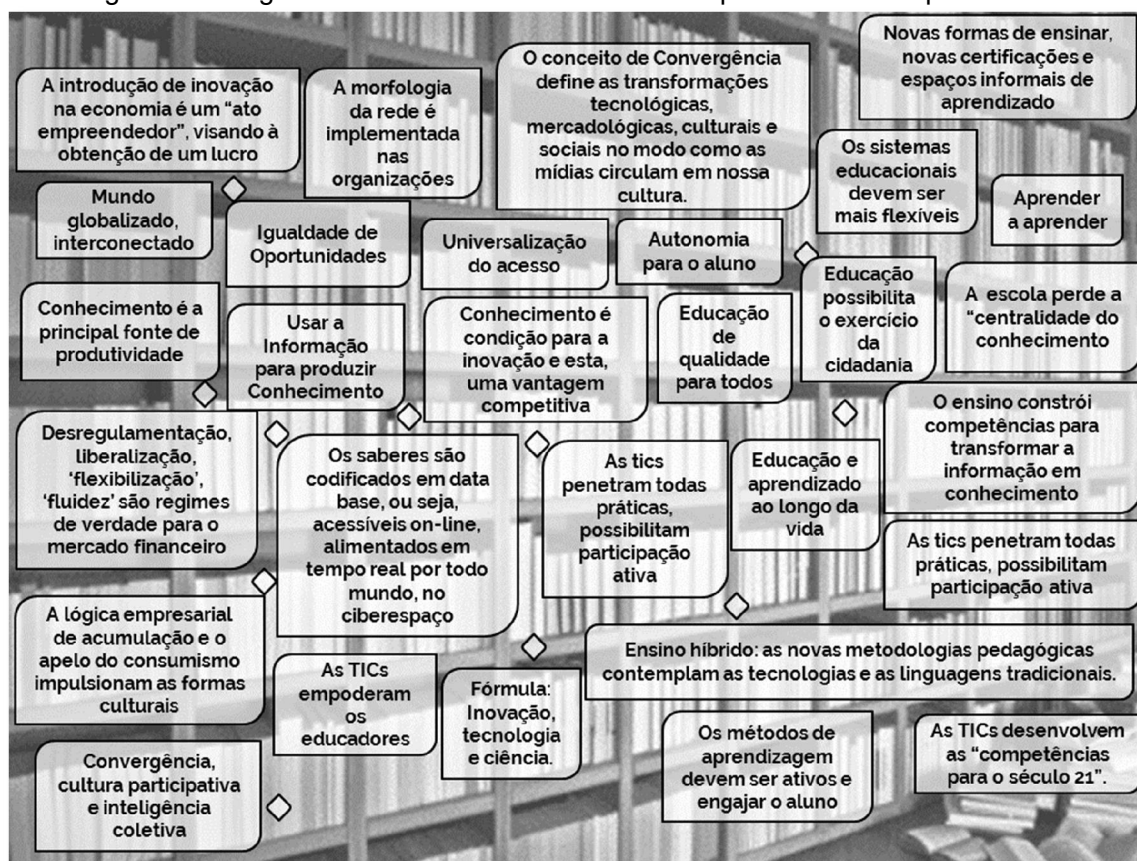 A introdução de inovação
na economia é um “ato
empreendedor”, visando à
obtenção de um lucro
A morfologia
da rede é
implementada
nas
organizações
O conceito de Convergência
define as transformações
tecnológicas,
mercadológicas, culturais e
sociais no modo como as
mídias circulam em nossa
cultura.
Novas formas de ensinar,
novas certificações e
espaços informais de
aprendizado
Os sistemas
educacionais
devem ser
mais flexíveis
Aprender
a aprender
Mundo
globalizado,
interconectado
Igualdade de
Oportunidades
Universalização
do acesso
Autonomia
para o aluno
Educação
possibilita
o exercício
da
cidadania
A escola perde a
“centralidade do
conhecimento
Conhecimento é a
principal fonte de
produtividade
Usar a
Informação
para produzir
Conhecimento
Conhecimento é
condição para a
inovação e esta,
uma vantagem
competitiva
Educação
de
qualidade
para todos
O ensino constrói
competências para
transformar a
informação em
conhecimento
Desregulamentação,
liberalização,
‘flexibilização’,
‘fluidez’ são regimes
de verdade para o
mercado financeiro
Os saberes são
codificados em data
base, ou seja,
acessíveis on-line,
alimentados em
tempo real por todo
mundo, no
ciberespaço
As tics
penetram todas
práticas,
possibilitam
participação
ativa
Educação e
aprendizado
ao longo da
vida
As tics penetram todas
práticas, possibilitam
participação ativa
A lógica empresarial
de acumulação e o
apelo do consumismo
impulsionam as formas
culturais
As TICs
empoderam
os
educadores
Fórmula:
Inovação,
tecnologia
e ciência.
Ensino híbrido: as novas metodologias pedagógicas
contemplam as tecnologias e as linguagens tradicionais.
Os métodos de
aprendizagem
devem ser ativos e
engajar o aluno
As TICs desenvolvem
as “competências
para o século 21”.
Convergência,
cultura participativa
e inteligência
coletiva